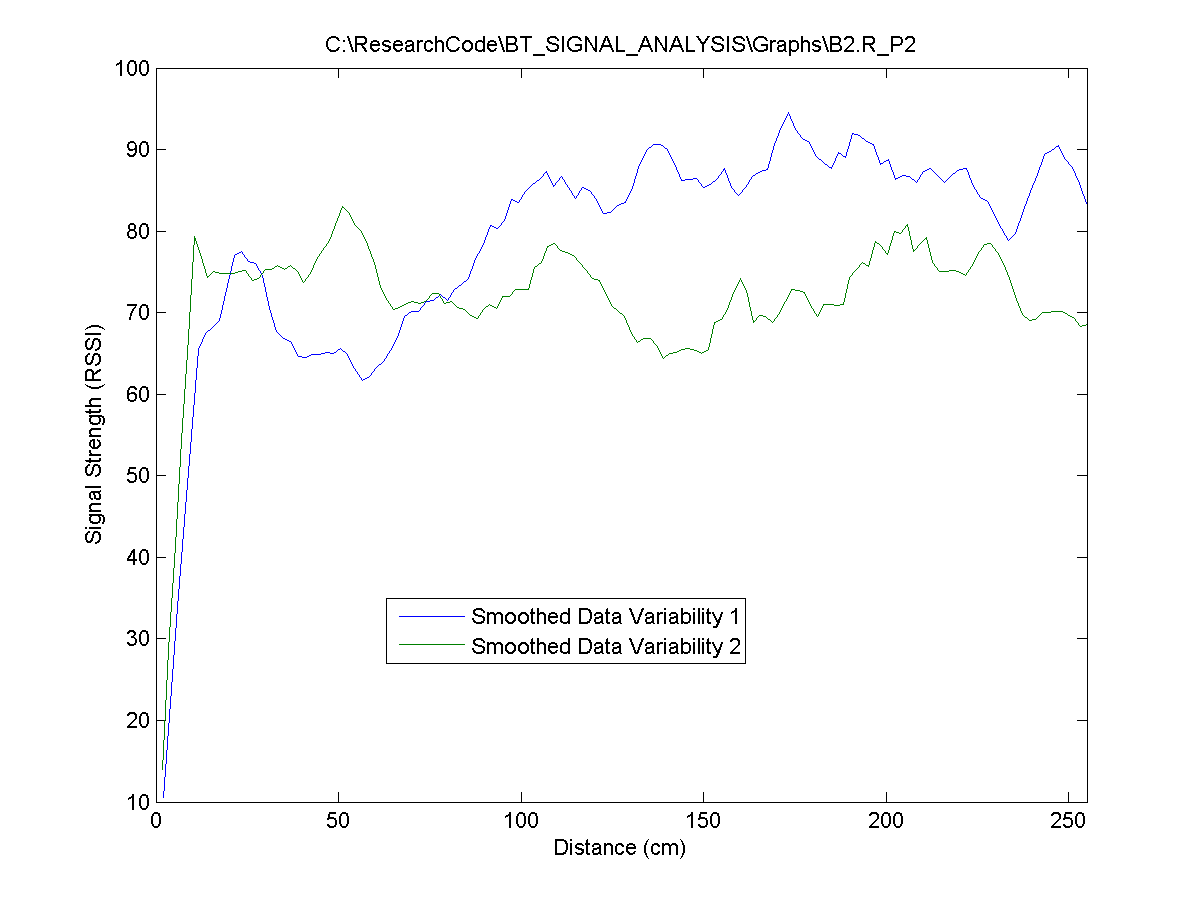 C:\ResearchCode\BT_SIGNAL_ANALYSIS\Graphs\B2.R_P2
100
90
80
70
60
50
40
30
20
10
Signal Strength (RSSI)
Smoothed Data Variability 1
Smoothed Data Variability 2
0 50 100 150 200 250
Distance (cm)